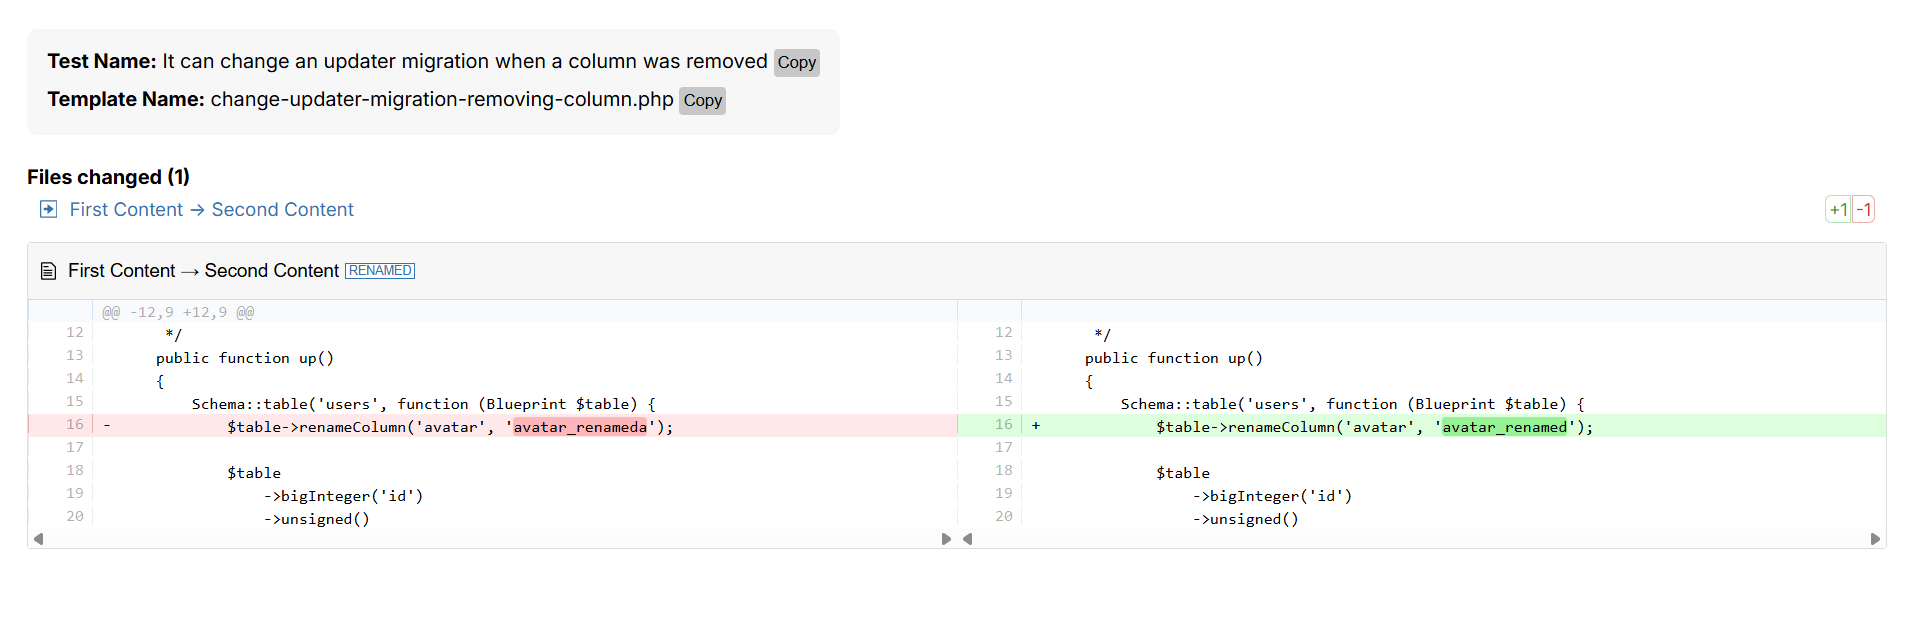 Test Name: It can change an updater migration when a column was removed Copy
Template Name: change-updater-migration-removing-column.php Copy
Files changed (1)
First Content → Second Content +1 -1
First Content → Second Content RENAMED
@@ -12,9 +12,9 @@
12 */
13 public function up()
14 {
15 Schema::table('users', function (Blueprint $table) {
16 - $table->renameColumn('avatar', 'avatar_renameda');
17
18 $table
19 ->bigInteger('id')
20 ->unsigned()
12 */
13 public function up()
14 {
15 Schema::table('users', function (Blueprint $table) {
16 + $table->renameColumn('avatar', 'avatar_renamed');
17
18 $table
19 ->bigInteger('id')
20 ->unsigned()